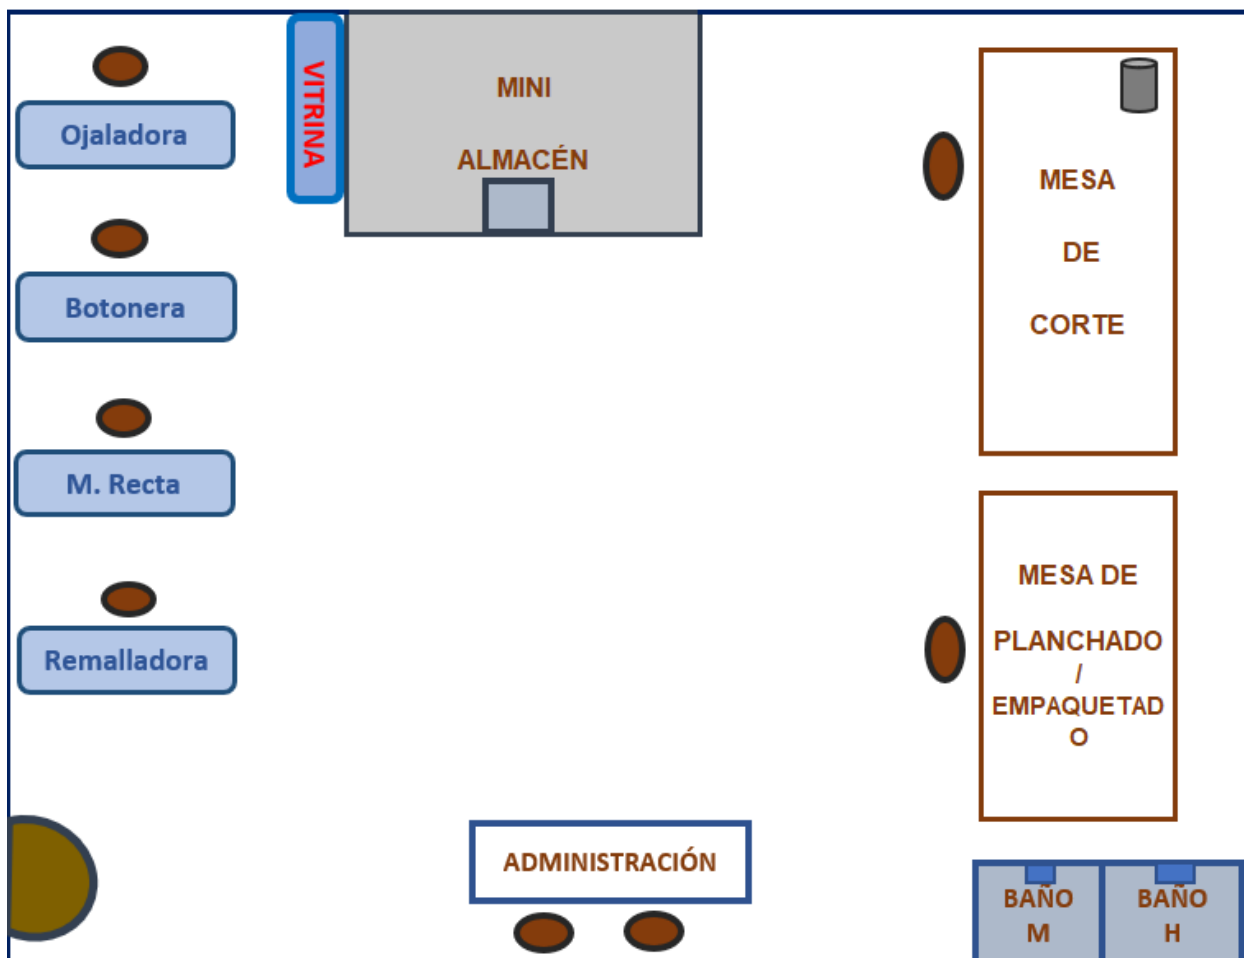 Ojaladora
Botonera
M. Recta
Remalladora
VITRINA
MINI
ALMACÉN
MESA
DE
CORTE
MESA DE
PLANCHADO
/
EMPAQUETAD
O
ADMINISTRACIÓN
BAÑO
M
BAÑO
H